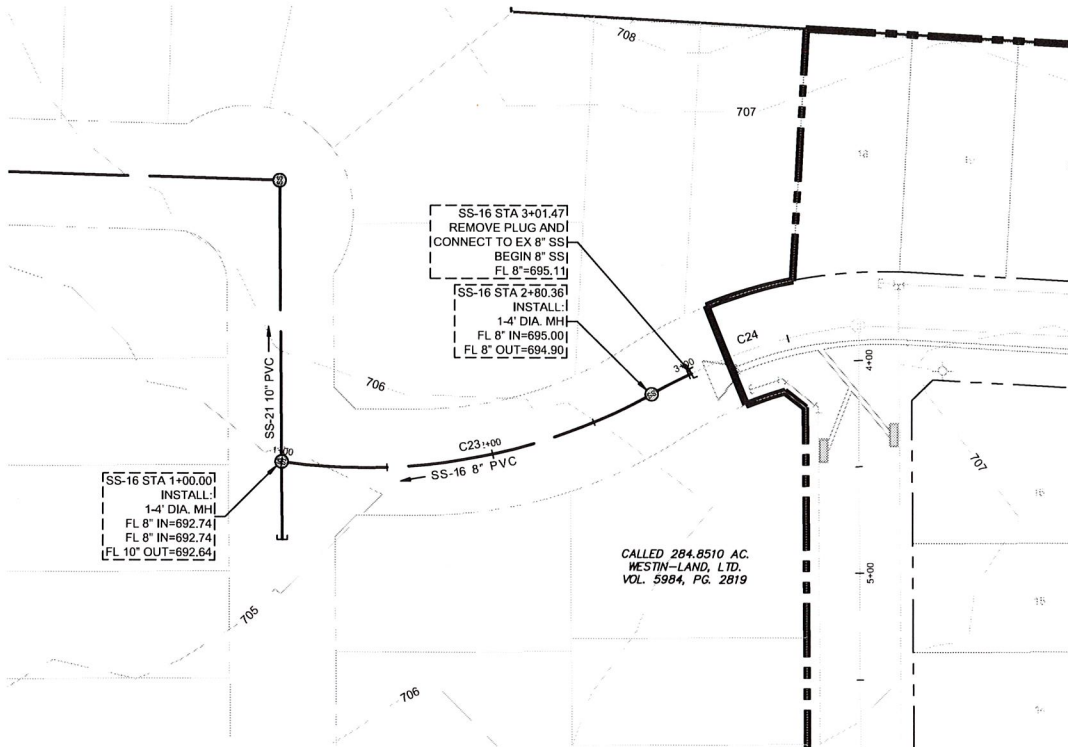 708
707
SS-16 STA 3+01.47
REMOVE PLUG AND
CONNECT TO EX 8" SS
BEGIN 8" SS
FL 8"=695.11
SS-16 STA 2+80.36
INSTALL:
1-4' DIA. MH
FL 8" IN=695.00
FL 8" OUT=694.90
SS
SS-21 10" PVC
C24
4+00
3+00
SS
706
C23
SS-16 8" PVC
SS
SS-16 STA 1+00.00
INSTALL:
1-4' DIA. MH
FL 8" IN=692.74
FL 8" IN=692.74
FL 10" OUT=692.64
707
CALLED 284.8510 AC.
WESTIN-LAND, LTD.
VOL. 5984, PG. 2819
5+00
705
706